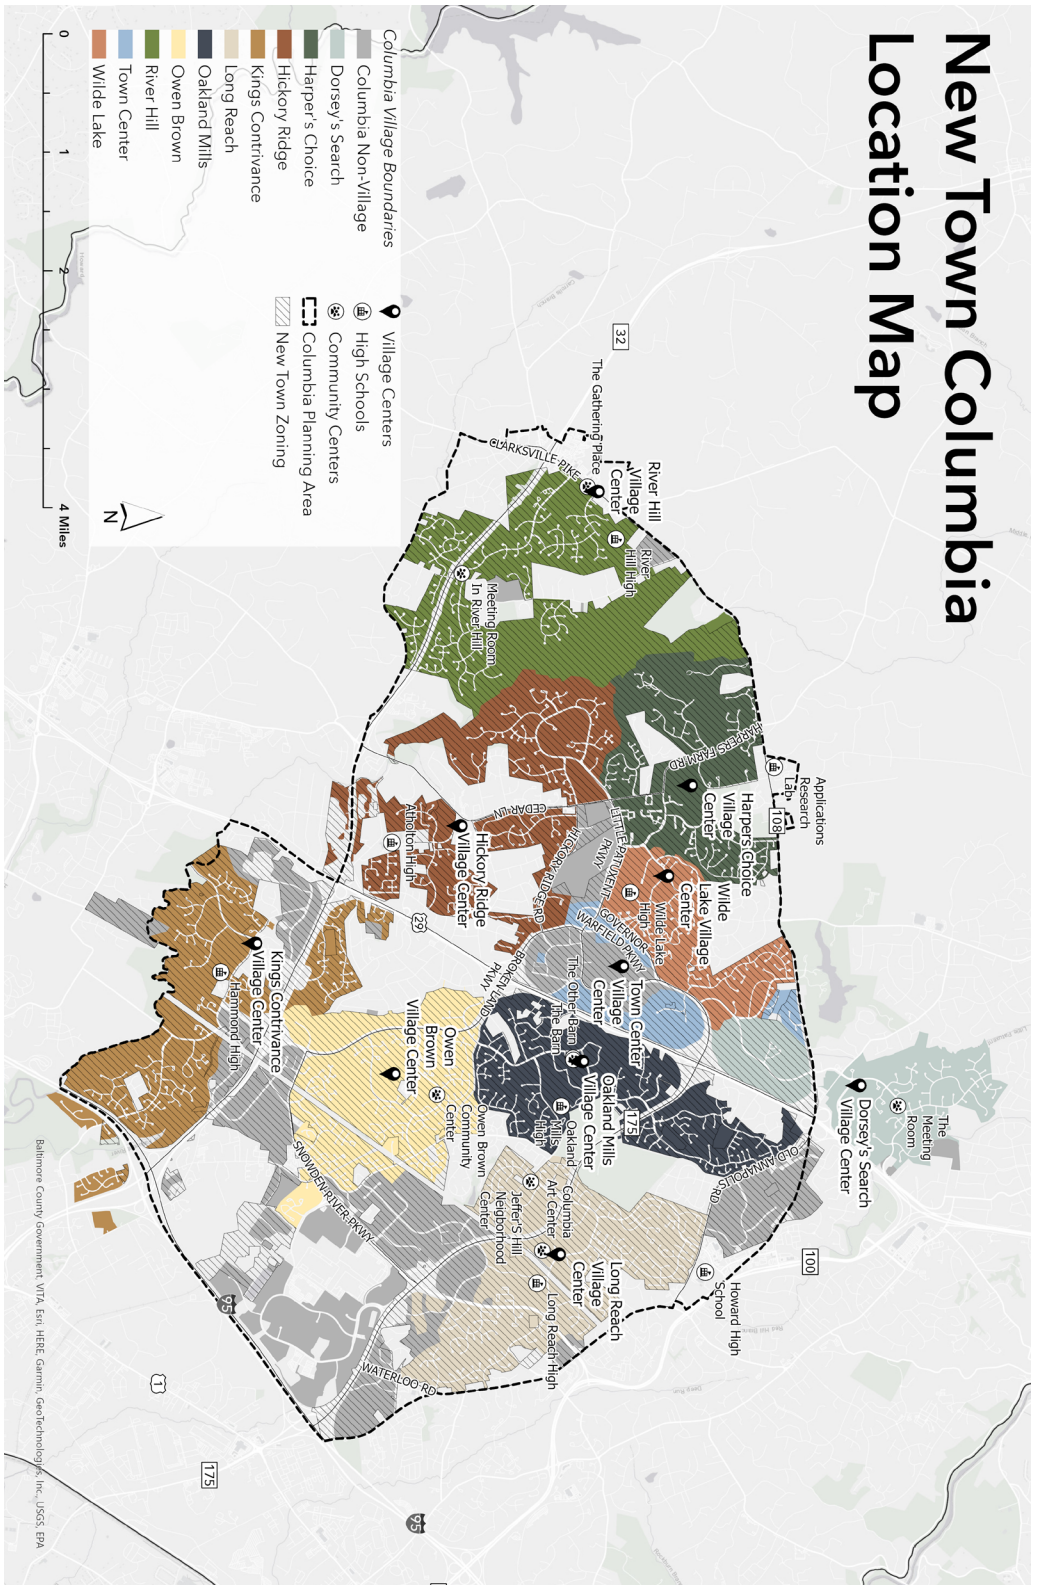 New Town Columbia
Location Map
Columbia Village Boundaries
Columbia Non-Village
Dorsey's Search
Harper's Choice
Hickory Ridge
Kings Contrivance
Long Reach
Oakland Mills
Owen Brown
River Hill
Town Center
Wilde Lake
Village Centers
High Schools
Community Centers
Columbia Planning Area
New Town Zoning
N
0
1
2
4 Miles
32
The Gathering Place
CLARKSVILLE PIKE
River Hill
Village
Center
River
Hill High
Meeting Room
In River Hill
HARPERS FARM RD
Applications
Research
Lab
108
Harpers Choice
Village
Center
CEDAR LN
LITTLE PATUXENT
PKWY
HICKORY RIDGE RD
Atholton High
Hickory Ridge
Village Center
Wilde
Lake Village
Center
Wilde Lake
High
GOVERNOR
WARFIELD PKWY
29
BROKEN LAND
PKWY
Town Center
Village
Center
The Other Barn
The Barn
Kings Contrivance
Village Center
Hammond High
Owen
Brown
Village Center
Owen Brown
Community
Center
Oakland Mills
Village Center
Oakland
Mills
High
175
OLD ANNAPOLIS RD
Dorsey's Search
Village Center
The
Meeting
Room
SNOWDEN RIVER PKWY
Columbia
Art Center
Jeffer'S Hill
Neigborhood
Center
Long Reach
Village
Center
Long Reach High
Howard High
School
100
WATERLOO RD
95
1
175
95
Baltimore County Government, VITA, Esri, HERE, Garmin, GeoTechnologies, Inc., USGS, EPA